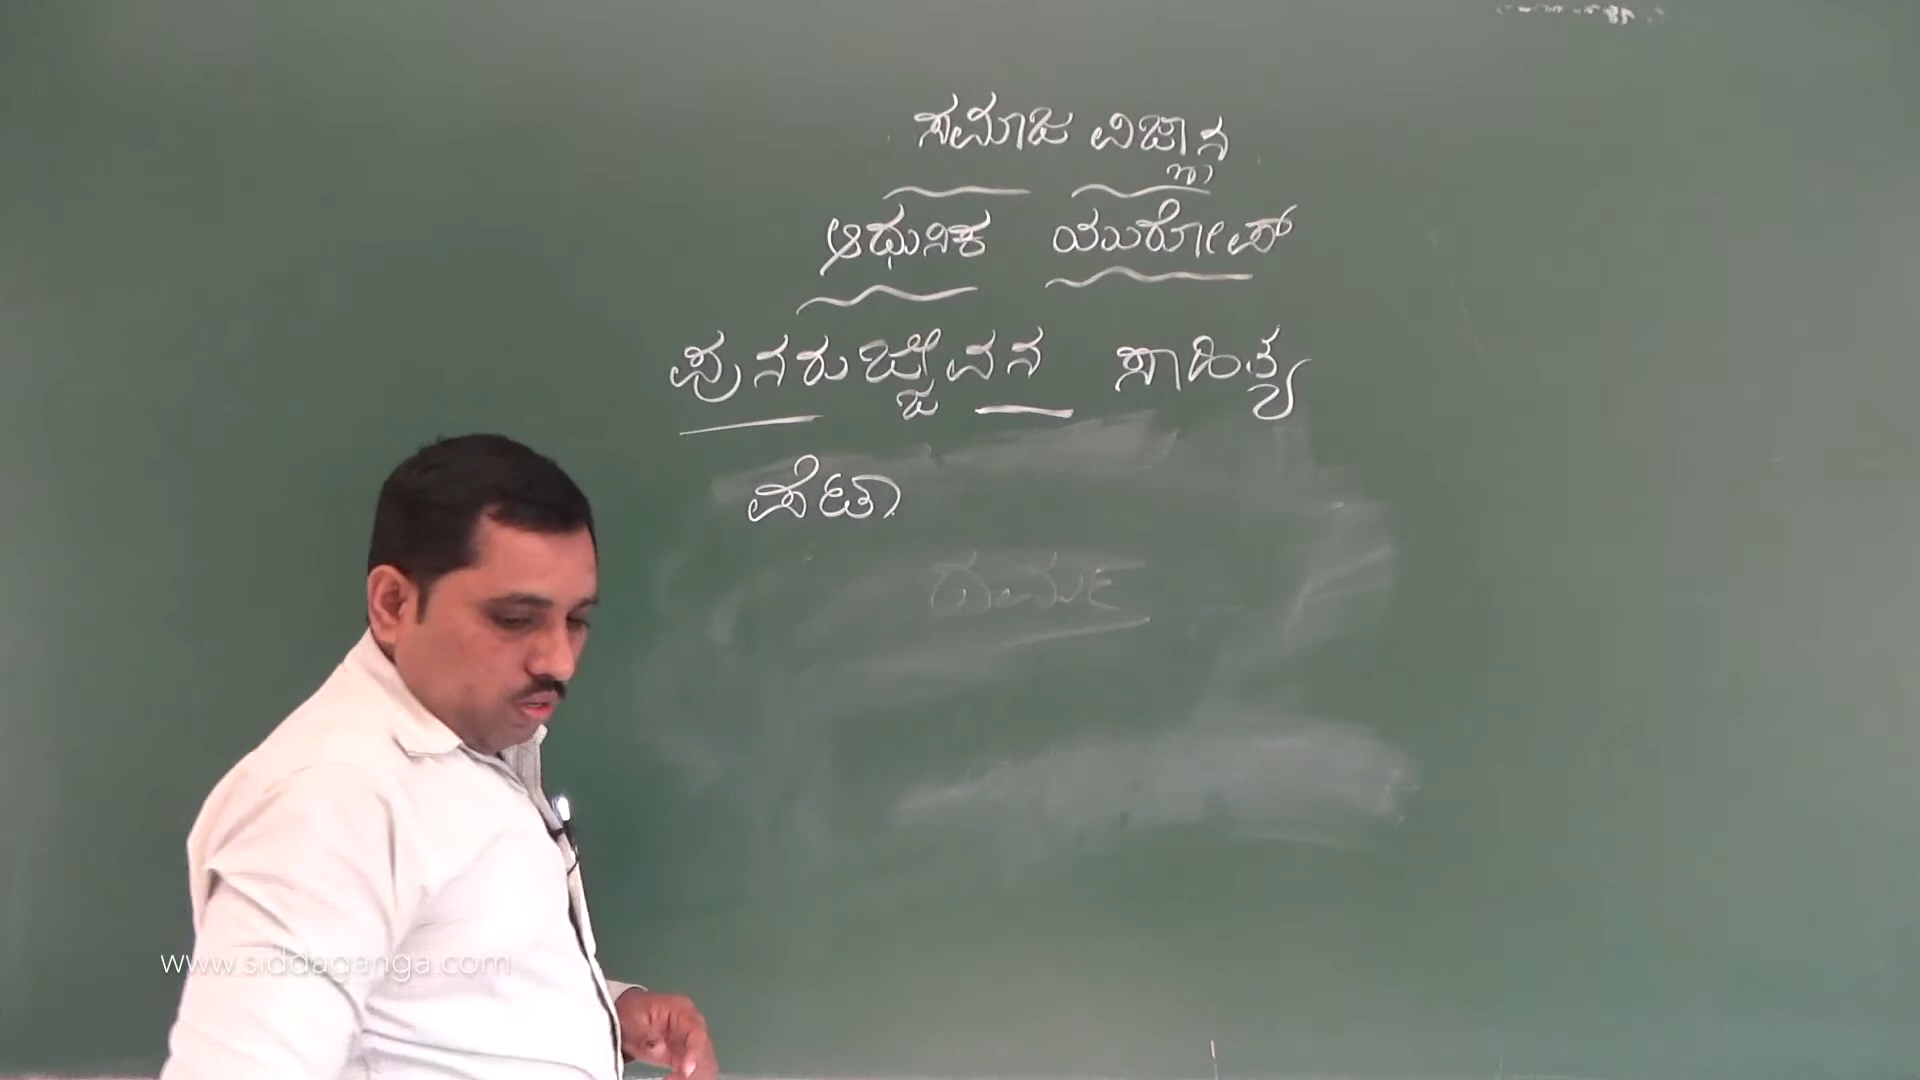 ಸಮಾಜ ವಿಜ್ಞಾನ
ಆಧುನಿಕ ಯುರೋಪ್
ಪುನರುಜ್ಜೀವನ ಸಾಹಿತ್ಯ
ಪೆಟಾ
www.siddaganga.com